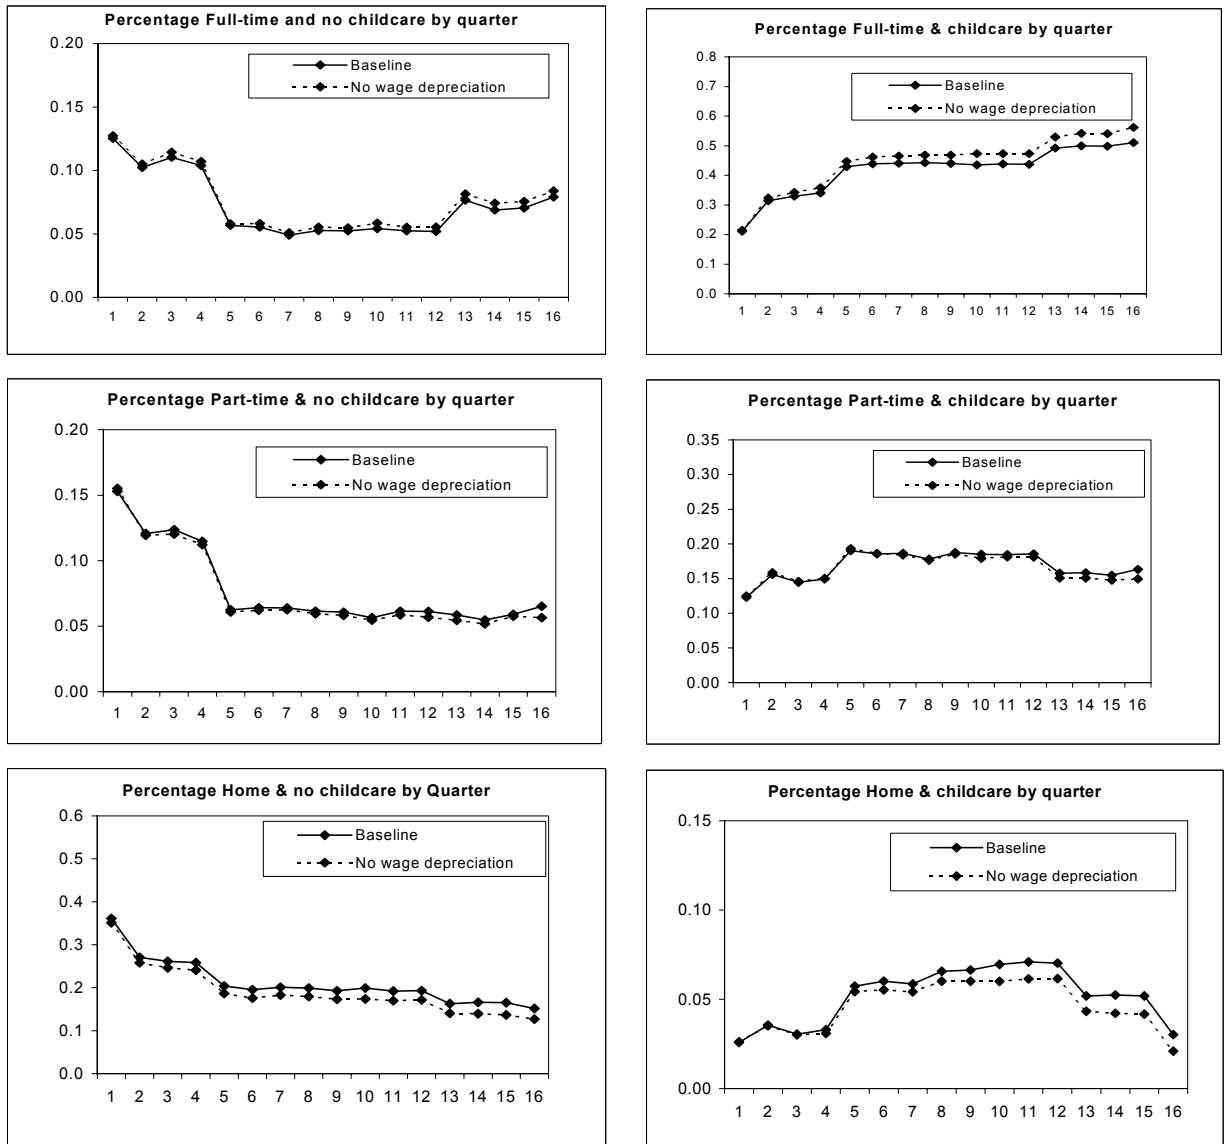 Percentage Full-time and no childcare by quarter
0.20
0.15
0.10
0.05
0.00
Baseline
No wage depreciation
1 2 3 4 5 6 7 8 9 10 11 12 13 14 15 16
Percentage Full-time & childcare by quarter
0.8
0.7
0.6
0.5
0.4
0.3
0.2
0.1
0.0
Baseline
No wage depreciation
1 2 3 4 5 6 7 8 9 10 11 12 13 14 15 16
Percentage Part-time & no childcare by quarter
0.20
0.15
0.10
0.05
0.00
Baseline
No wage depreciation
1 2 3 4 5 6 7 8 9 10 11 12 13 14 15 16
Percentage Part-time & childcare by quarter
0.35
0.30
0.25
0.20
0.15
0.10
0.05
0.00
Baseline
No wage depreciation
1 2 3 4 5 6 7 8 9 10 11 12 13 14 15 16
Percentage Home & no childcare by Quarter
0.6
0.5
0.4
0.3
0.2
0.1
0.0
Baseline
No wage depreciation
1 2 3 4 5 6 7 8 9 10 11 12 13 14 15 16
Percentage Home & childcare by quarter
0.15
0.10
0.05
0.00
Baseline
No wage depreciation
1 2 3 4 5 6 7 8 9 10 11 12 13 14 15 16